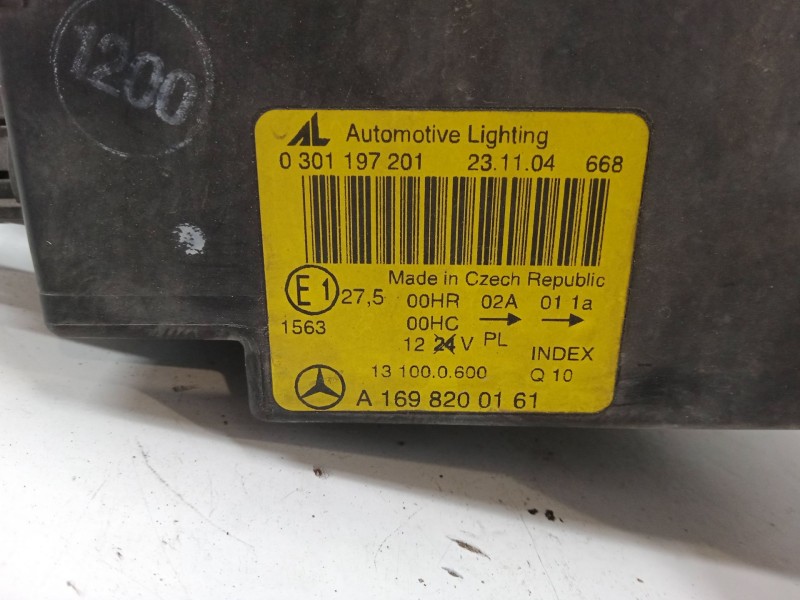 1200
AL Automotive Lighting
0 301 197 201 23.11.04 668
Made in Czech Republic
E1 27,5 00HR 02A 01 1a
1563 00HC → →
12 24 V PL INDEX
13 100.0.600 Q 10
A 169 820 01 61